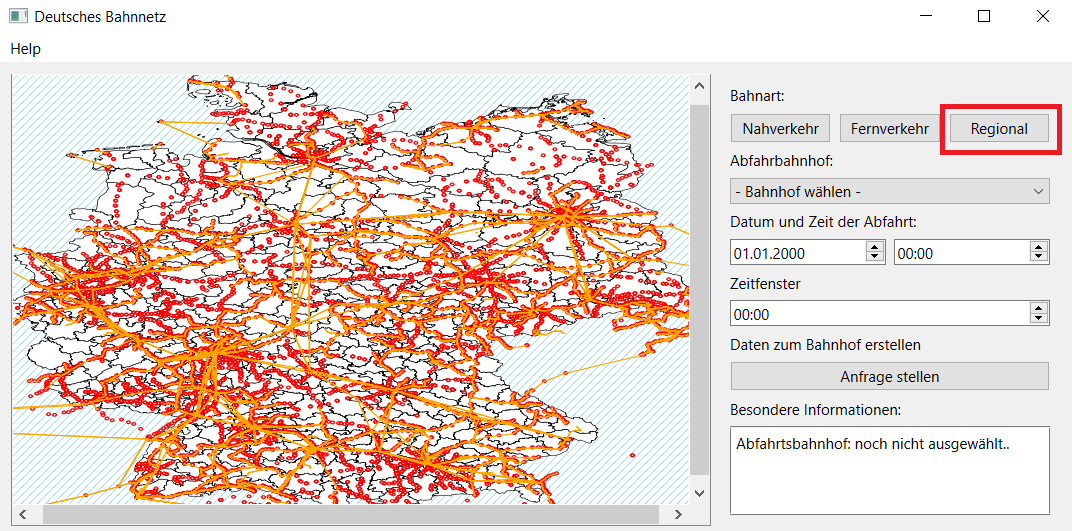 Deutsches Bahnnetz
Help
Bahnart:
Nahverkehr Fernverkehr Regional
Abfahrbahnhof:
- Bahnhof wählen -
Datum und Zeit der Abfahrt:
01.01.2000 00:00
Zeitfenster
00:00
Daten zum Bahnhof erstellen
Anfrage stellen
Besondere Informationen:
Abfahrtsbahnhof: noch nicht ausgewählt..